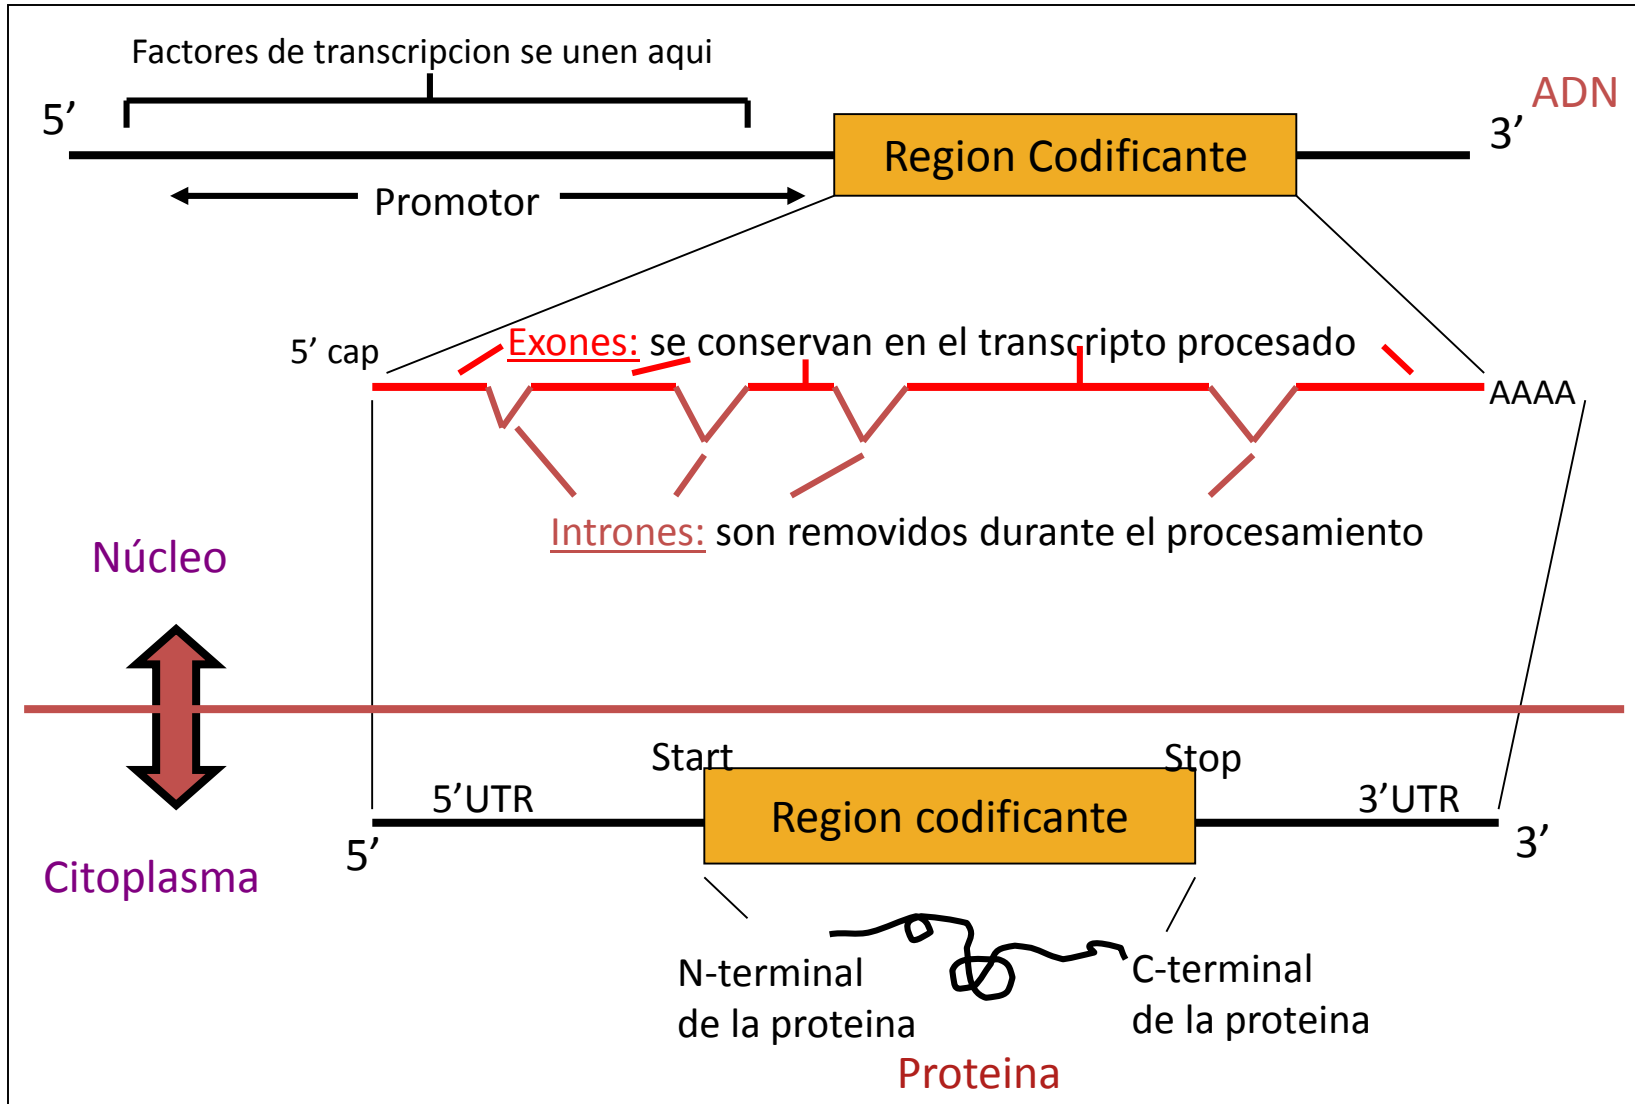 Factores de transcripcion se unen aqui
ADN
5’
3’
Region Codificante
Promotor
5’ cap
Exones: se conservan en el transcripto procesado
AAAA
Intrones: son removidos durante el procesamiento
Núcleo
Start
Stop
5’UTR
3’UTR
Region codificante
5’
3’
Citoplasma
N-terminal
de la proteina
C-terminal
de la proteina
Proteina